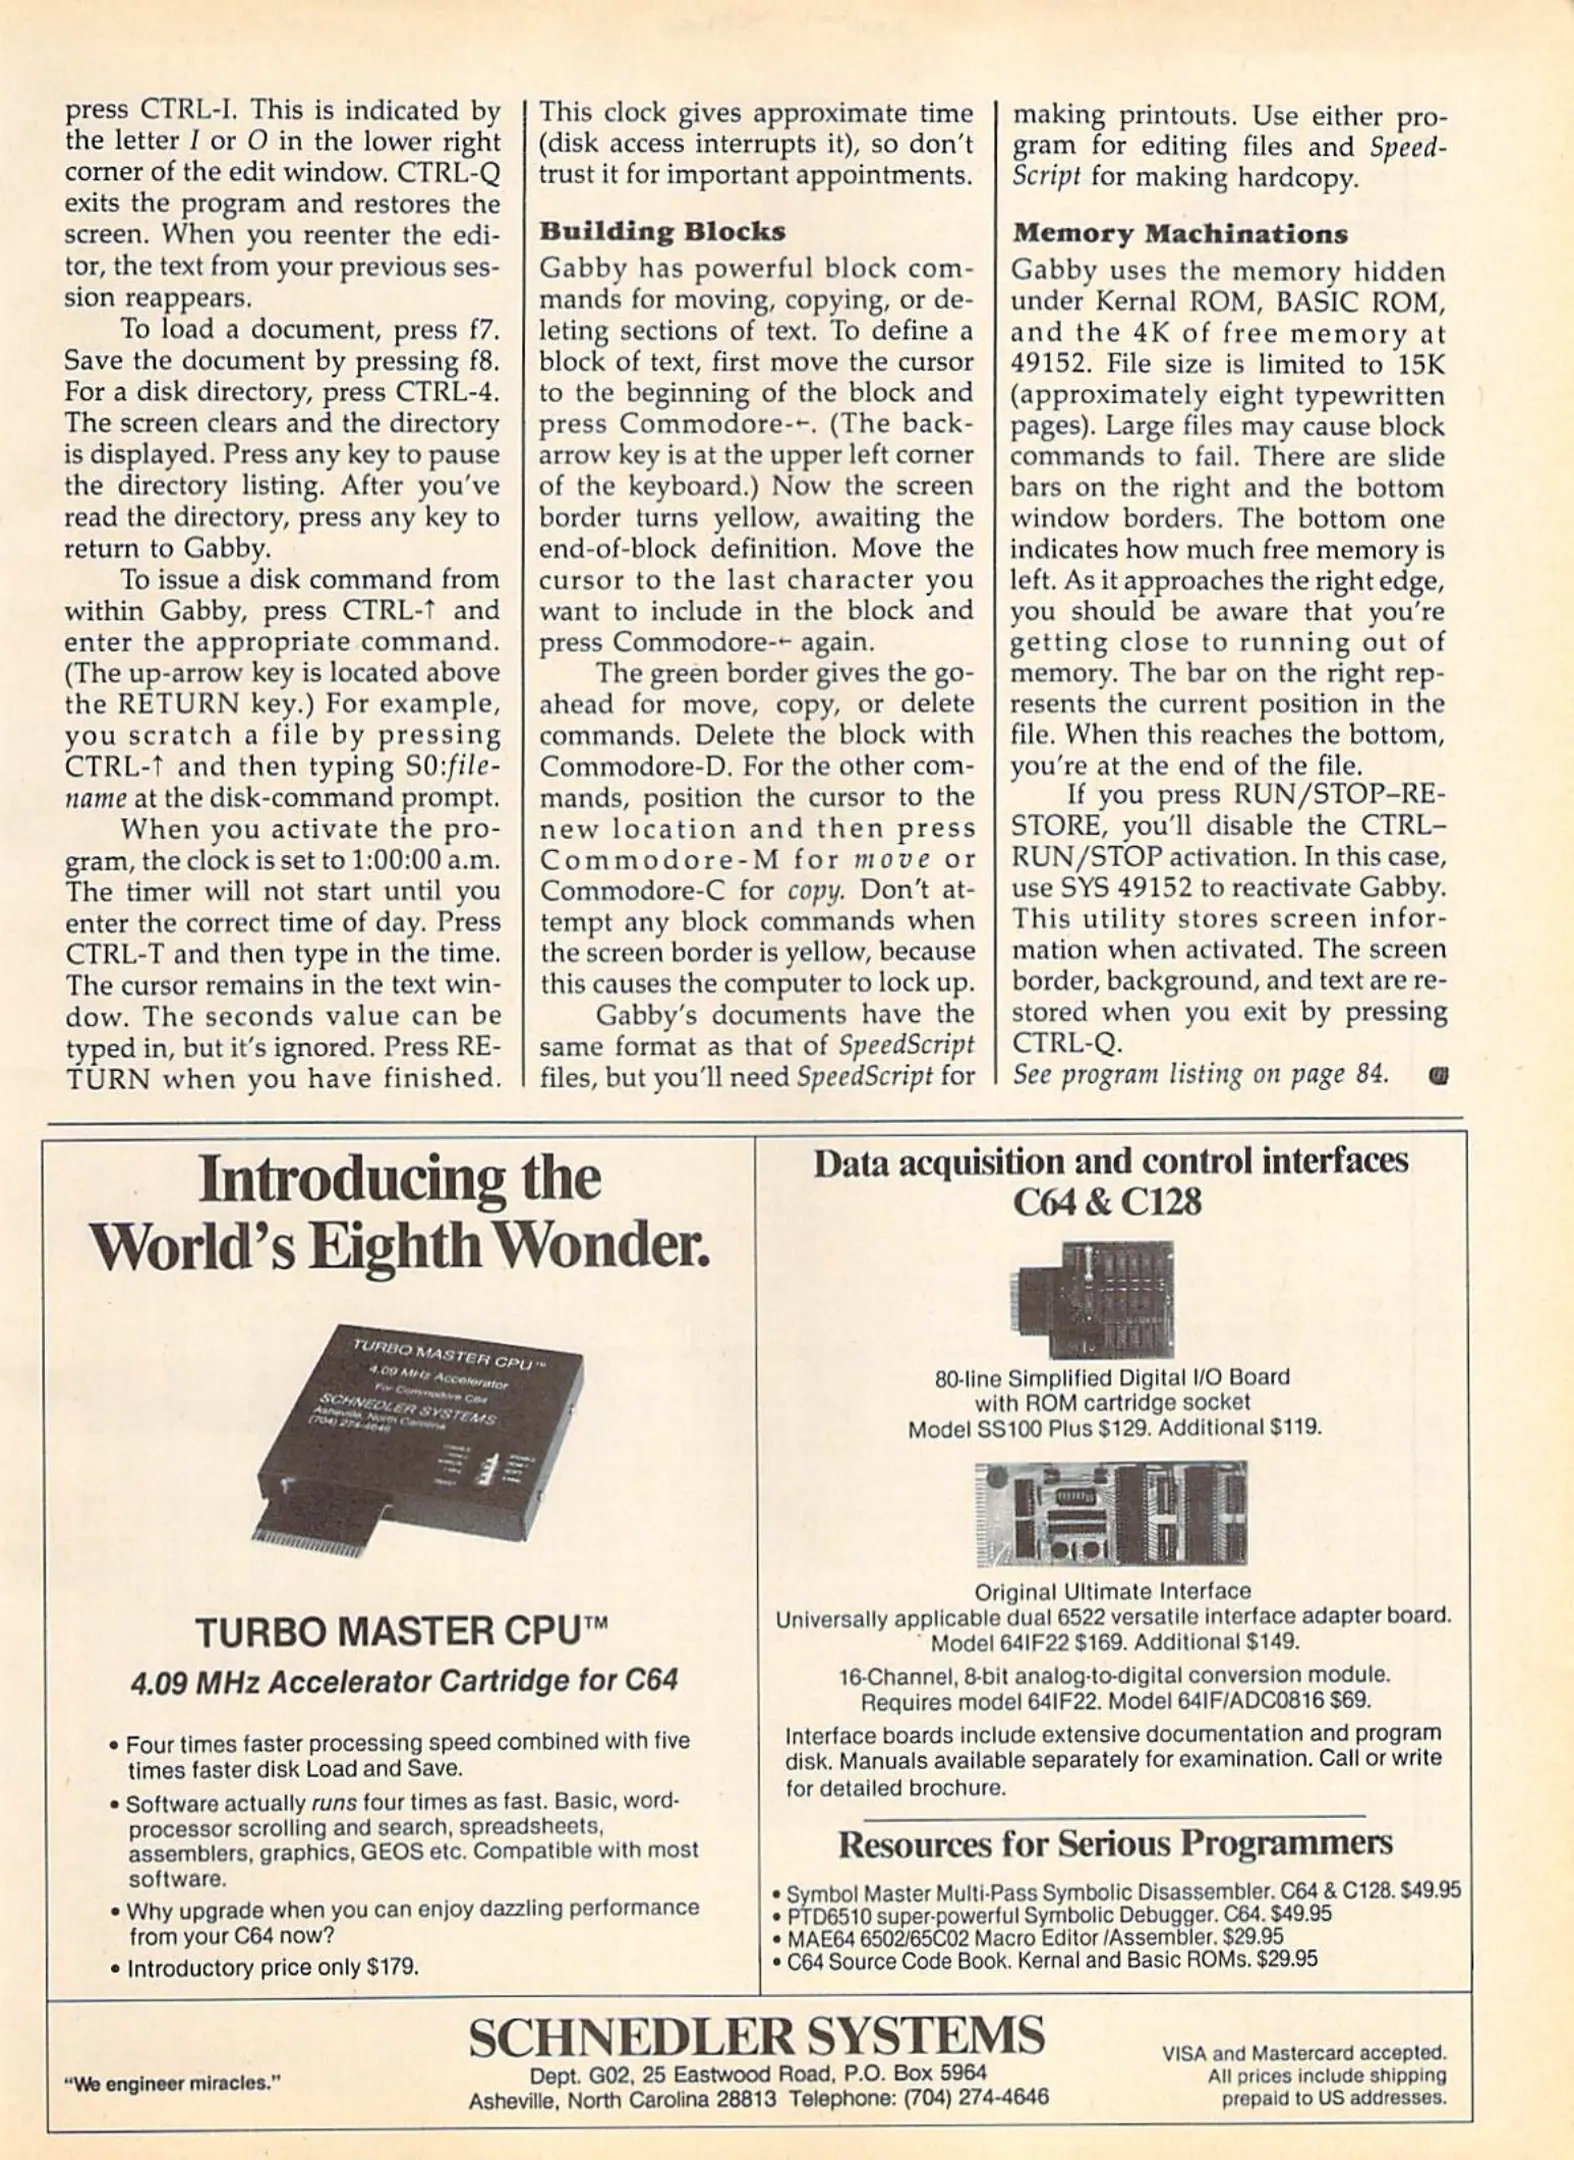 press CTRL-I. This is indicated by
the letter I or O in the lower right
corner of the edit window. CTRL-Q
exits the program and restores the
screen. When you reenter the edi-
tor, the text from your previous ses-
sion reappears.
To load a document, press f7.
Save the document by pressing f8.
For a disk directory, press CTRL-4.
The screen clears and the directory
is displayed. Press any key to pause
the directory listing. After you've
read the directory, press any key to
return to Gabby.
To issue a disk command from
within Gabby, press CTRL-↑ and
enter the appropriate command.
(The up-arrow key is located above
the RETURN key.) For example,
you scratch a file by pressing
CTRL-↑ and then typing S0:file-
name at the disk-command prompt.
When you activate the pro-
gram, the clock is set to 1:00:00 a.m.
The timer will not start until you
enter the correct time of day. Press
CTRL-T and then type in the time.
The cursor remains in the text win-
dow. The seconds value can be
typed in, but it's ignored. Press RE-
TURN when you have finished.
This clock gives approximate time
(disk access interrupts it), so don't
trust it for important appointments.
Building Blocks
Gabby has powerful block com-
mands for moving, copying, or de-
leting sections of text. To define a
block of text, first move the cursor
to the beginning of the block and
press Commodore-←. (The back-
arrow key is at the upper left corner
of the keyboard.) Now the screen
border turns yellow, awaiting the
end-of-block definition. Move the
cursor to the last character you
want to include in the block and
press Commodore-← again.
The green border gives the go-
ahead for move, copy, or delete
commands. Delete the block with
Commodore-D. For the other com-
mands, position the cursor to the
new location and then press
Commodore-M for move or
Commodore-C for copy. Don't at-
tempt any block commands when
the screen border is yellow, because
this causes the computer to lock up.
Gabby's documents have the
same format as that of SpeedScript
files, but you'll need SpeedScript for
making printouts. Use either pro-
gram for editing files and Speed-
Script for making hardcopy.
Memory Machinations
Gabby uses the memory hidden
under Kernal ROM, BASIC ROM,
and the 4K of free memory at
49152. File size is limited to 15K
(approximately eight typewritten
pages). Large files may cause block
commands to fail. There are slide
bars on the right and the bottom
window borders. The bottom one
indicates how much free memory is
left. As it approaches the right edge,
you should be aware that you're
getting close to running out of
memory. The bar on the right rep-
resents the current position in the
file. When this reaches the bottom,
you're at the end of the file.
If you press RUN/STOP–RE-
STORE, you'll disable the CTRL–
RUN/STOP activation. In this case,
use SYS 49152 to reactivate Gabby.
This utility stores screen infor-
mation when activated. The screen
border, background, and text are re-
stored when you exit by pressing
CTRL-Q.
See program listing on page 84.
Introducing the
World's Eighth Wonder.
TURBO MASTER CPU™
4.09 MHz Accelerator
For Commodore C64
SCHNEDLER SYSTEMS
Asheville, North Carolina
(704) 274-4646
TURBO MASTER CPU™
4.09 MHz Accelerator Cartridge for C64
• Four times faster processing speed combined with five
times faster disk Load and Save.
• Software actually runs four times as fast. Basic, word-
processor scrolling and search, spreadsheets,
assemblers, graphics, GEOS etc. Compatible with most
software.
• Why upgrade when you can enjoy dazzling performance
from your C64 now?
• Introductory price only $179.
Data acquisition and control interfaces
C64 & C128
80-line Simplified Digital I/O Board
with ROM cartridge socket
Model SS100 Plus $129. Additional $119.
Original Ultimate Interface
Universally applicable dual 6522 versatile interface adapter board.
Model 64IF22 $169. Additional $149.
16-Channel, 8-bit analog-to-digital conversion module.
Requires model 64IF22. Model 64IF/ADC0816 $69.
Interface boards include extensive documentation and program
disk. Manuals available separately for examination. Call or write
for detailed brochure.
Resources for Serious Programmers
• Symbol Master Multi-Pass Symbolic Disassembler. C64 & C128. $49.95
• PTD6510 super-powerful Symbolic Debugger. C64. $49.95
• MAE64 6502/65C02 Macro Editor /Assembler. $29.95
• C64 Source Code Book. Kernal and Basic ROMs. $29.95
"We engineer miracles."
SCHNEDLER SYSTEMS
Dept. G02, 25 Eastwood Road, P.O. Box 5964
Asheville, North Carolina 28813 Telephone: (704) 274-4646
VISA and Mastercard accepted.
All prices include shipping
prepaid to US addresses.